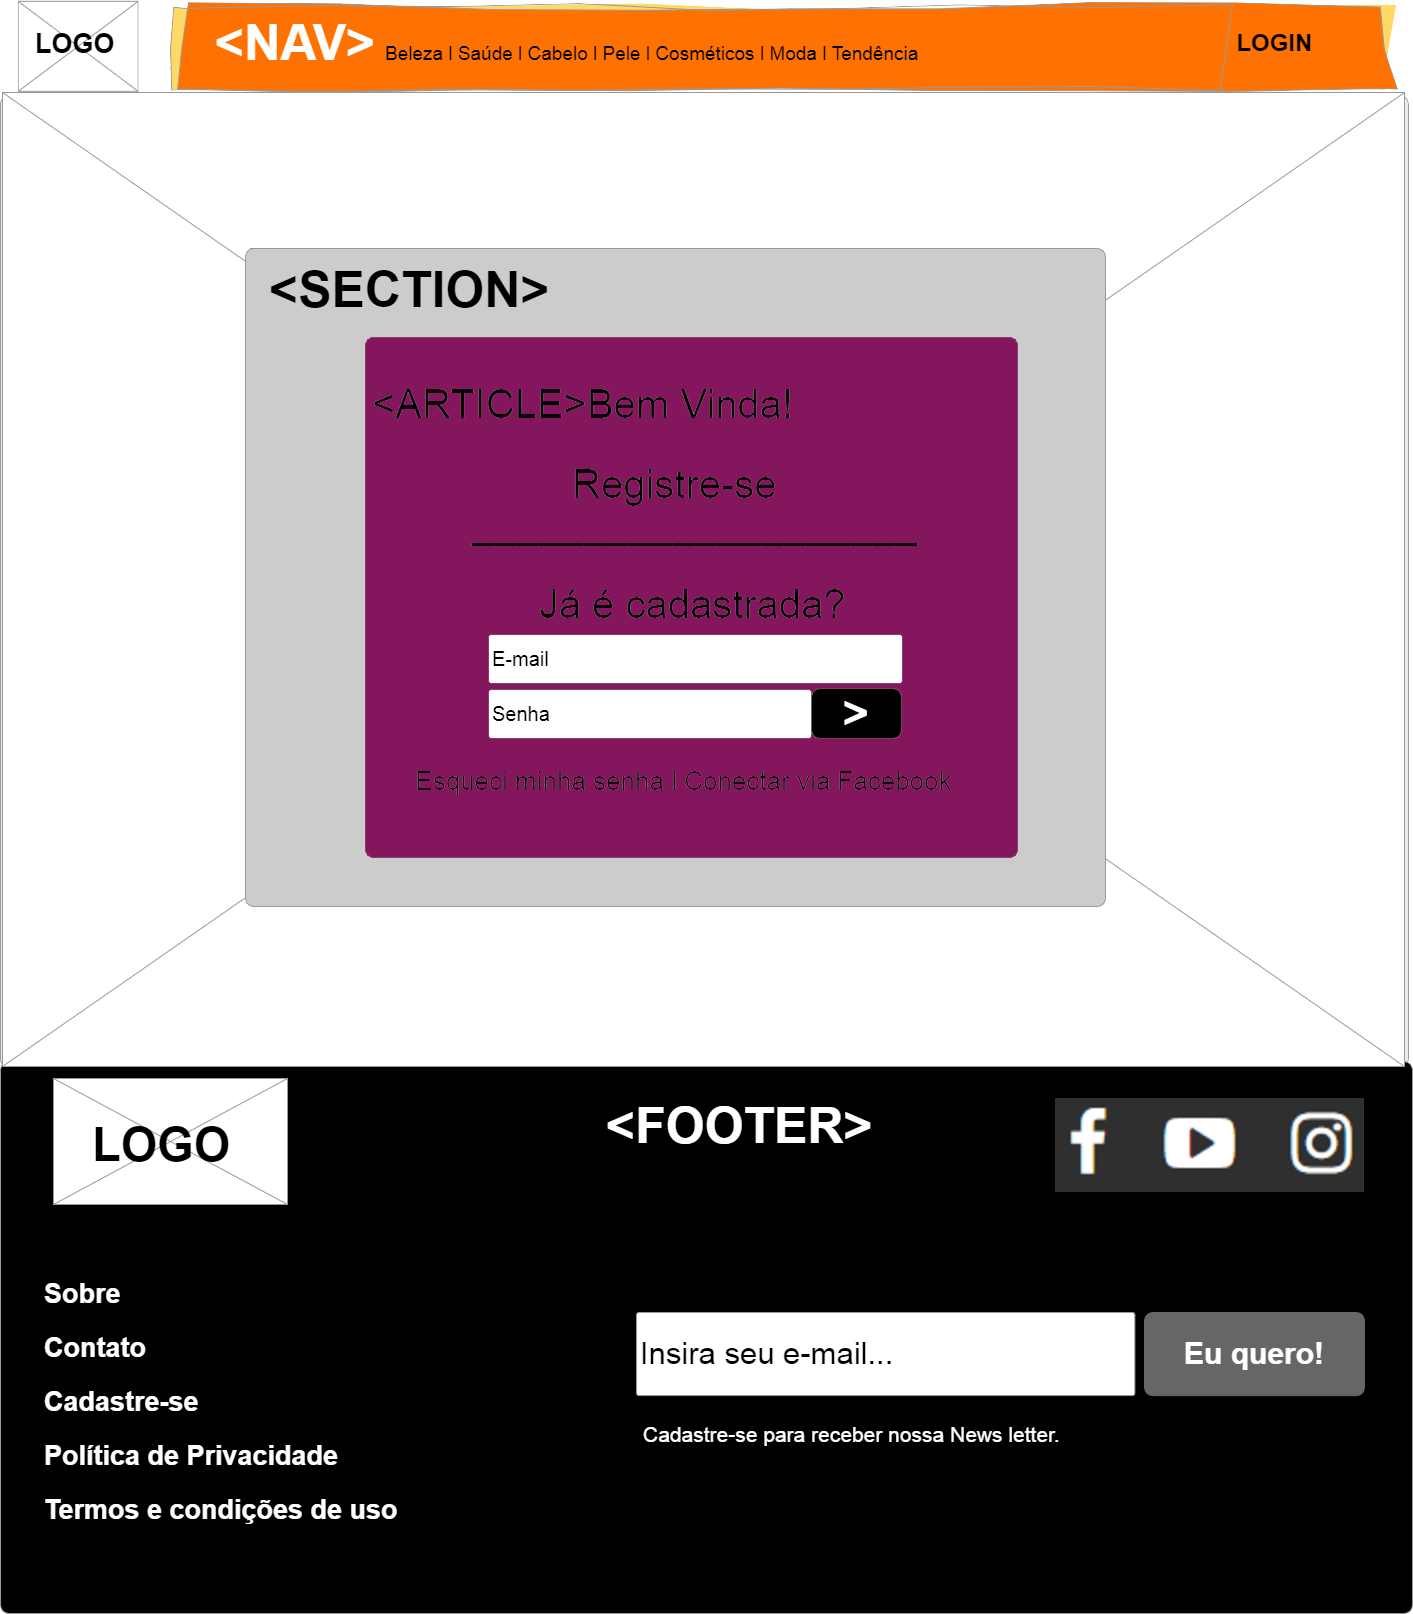 LOGO
<NAV> Beleza | Saúde | Cabelo | Pele | Cosméticos | Moda | Tendência
LOGIN
<SECTION>
<ARTICLE>Bem Vinda!
Registre-se
____________________
Já é cadastrada?
E-mail
Senha
>
Esqueci minha senha | Conectar via Facebook
LOGO
<FOOTER>
Sobre
Contato
Cadastre-se
Política de Privacidade
Termos e condições de uso
Insira seu e-mail...
Eu quero!
Cadastre-se para receber nossa News letter.